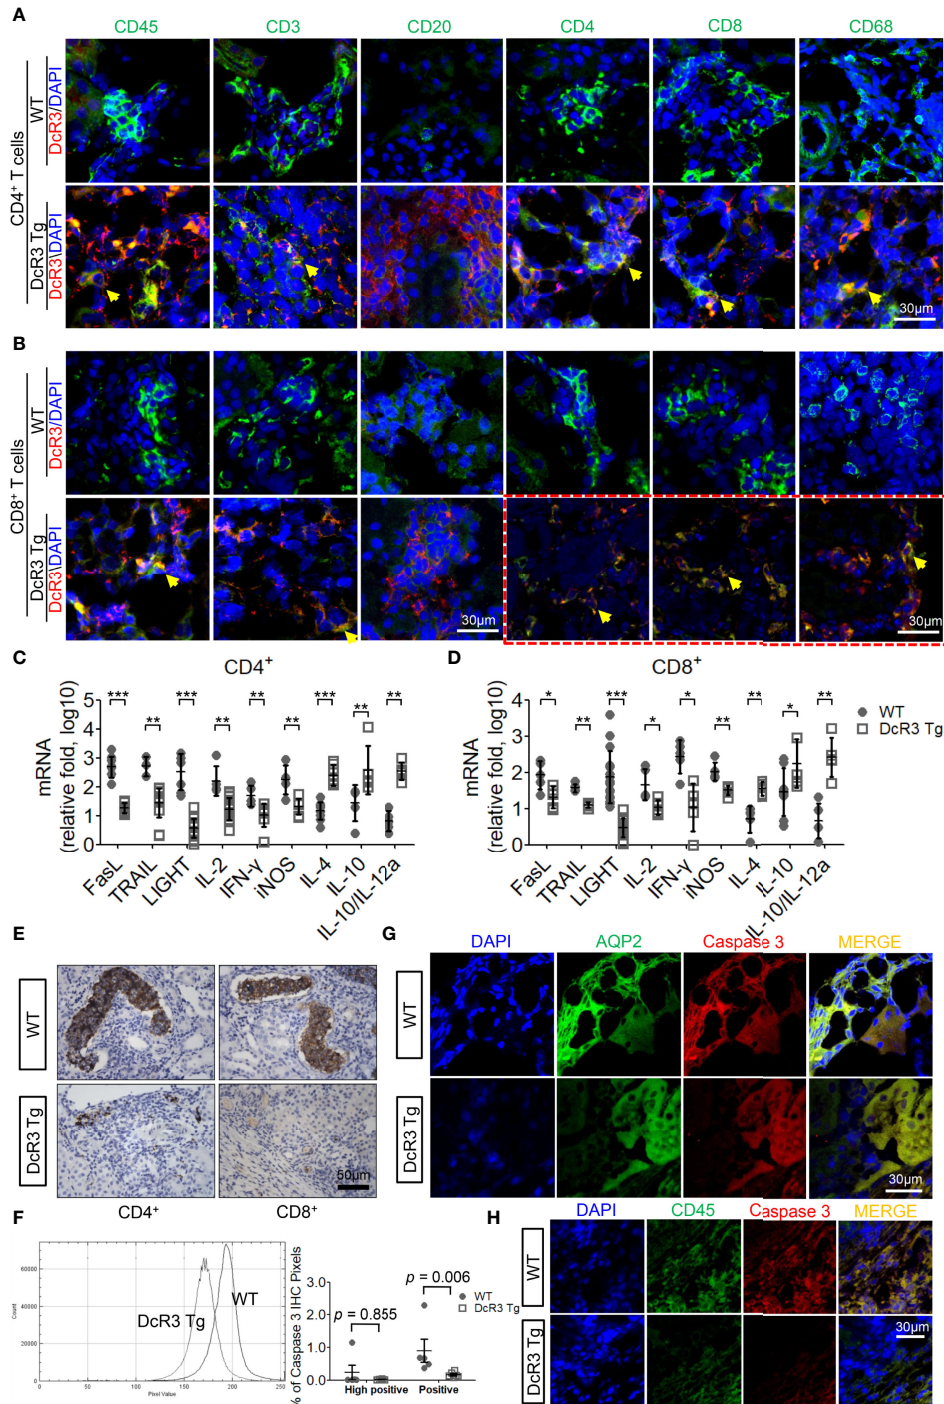 A
CD45 CD3 CD20 CD4 CD8 CD68
CD4+ T cells
WT
DcR3/DAPI
DcR3 Tg
DcR3\DAPI
30μm
B
CD8+ T cells
WT
DcR3/DAPI
DcR3 Tg
DcR3\DAPI
30μm
30μm
C
CD4+
mRNA
(relative fold, log10)
5
4
3
2
1
0
*** ** *** ** ** ** *** ** **
FasL TRAIL LIGHT IL-2 IFN-γ iNOS IL-4 IL-10 IL-10/IL-12a
D
CD8+
mRNA
(relative fold, log10)
4
3
2
1
0
* ** *** * * ** ** * **
FasL TRAIL LIGHT IL-2 IFN-γ iNOS IL-4 IL-10 IL-10/IL-12a
WT
DcR3 Tg
E
WT
DcR3 Tg
50μm
CD4+ CD8+
F
Count
60000
40000
20000
0
0 50 100 150 200 250
Pixel Value
DcR3 Tg
WT
% of Caspase 3 IHC Pixels
3.0
2.0
1.0
0.0
p = 0.855
p = 0.006
High positive Positive
WT
DcR3 Tg
G
DAPI AQP2 Caspase 3 MERGE
WT
DcR3 Tg
30μm
H
DAPI CD45 Caspase 3 MERGE
WT
30μm
DcR3 Tg